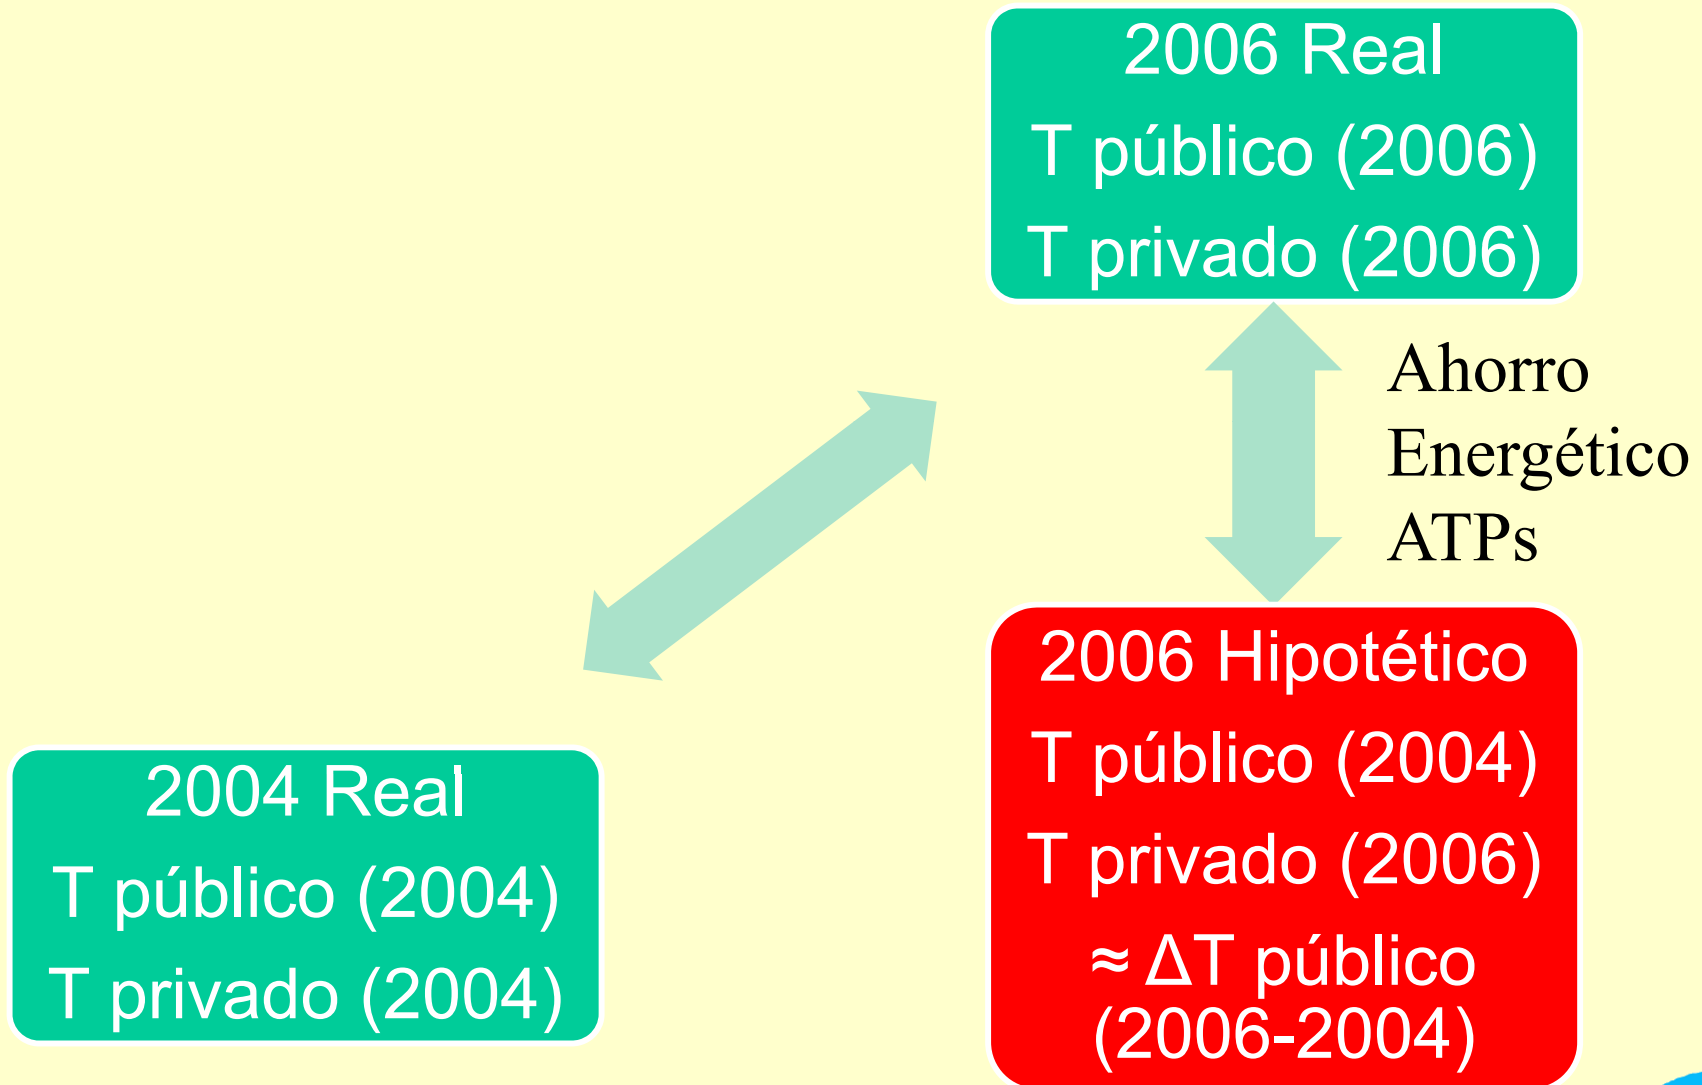 2006 Real
T público (2006)
T privado (2006)
Ahorro
Energético
ATPs
2006 Hipotético
T público (2004)
T privado (2006)
≈ ΔT público
(2006-2004)
2004 Real
T público (2004)
T privado (2004)